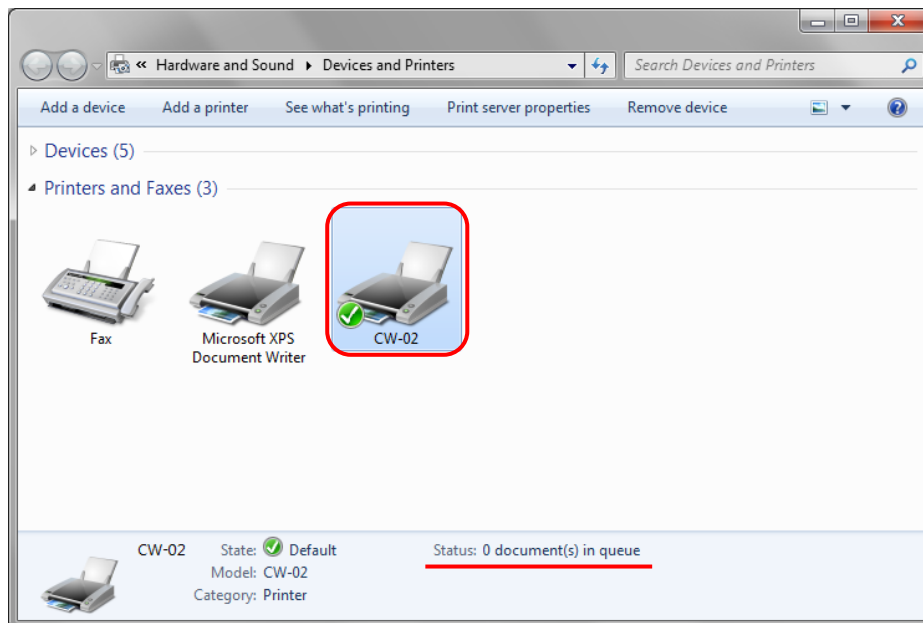 « Hardware and Sound ▸ Devices and Printers
Search Devices and Printers
Add a device Add a printer See what's printing Print server properties Remove device
Devices (5)
Printers and Faxes (3)
Fax
Microsoft XPS
Document Writer
CW-02
CW-02 State: Default Status: 0 document(s) in queue
Model: CW-02
Category: Printer